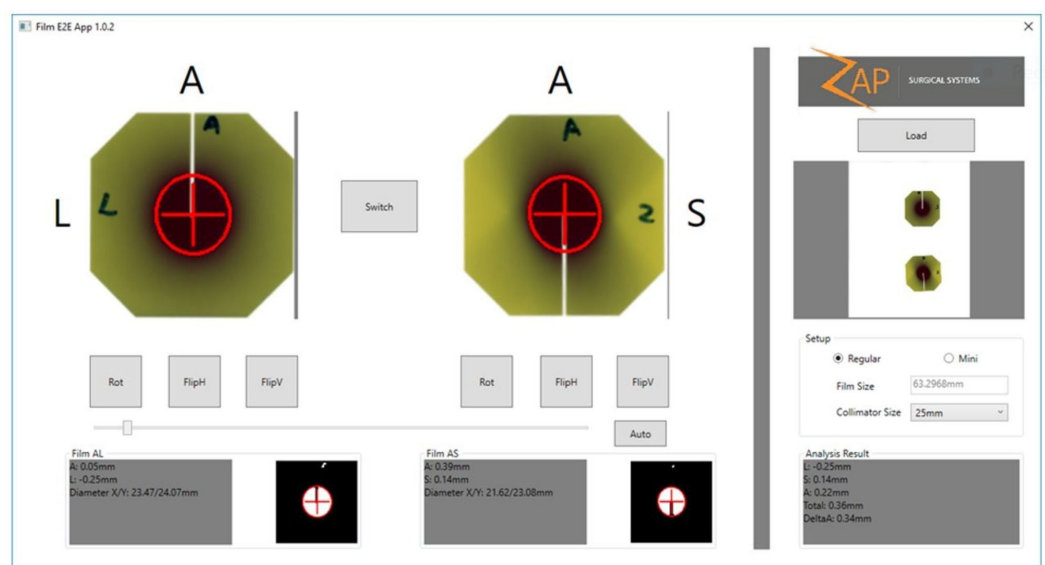 Film E2E App 1.0.2
A
A
ZAP SURGICAL SYSTEMS
Load
A
A
L
L
Switch
S
S
Setup
Regular
Mini
Film Size
63.2968mm
Collimator Size
25mm
Rot
FlipH
FlipV
Rot
FlipH
FlipV
Auto
Film AL
A: 0.05mm
L: -0.25mm
Diameter X/Y: 23.47/24.07mm
Film AS
A: 0.39mm
S: 0.14mm
Diameter X/Y: 21.62/23.08mm
Analysis Result
L: -0.25mm
S: 0.14mm
A: 0.22mm
Total: 0.36mm
DeltaA: 0.34mm